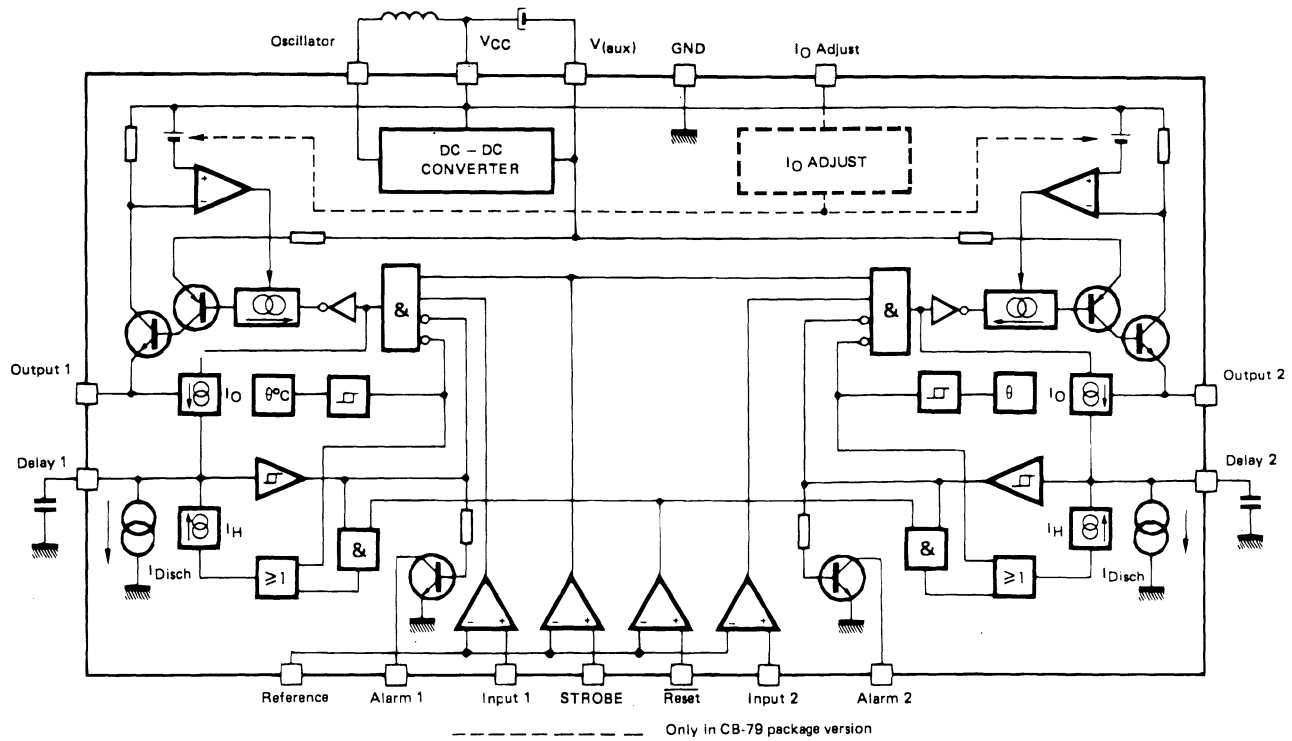 Oscillator
VCC
V(aux)
GND
IO Adjust
DC – DC
CONVERTER
IO ADJUST
+
–
+
–
&
&
Output 1
IO
θ°C
θ
IO
Output 2
Delay 1
Delay 2
IH
&
&
IH
IDisch
≥1
≥1
IDisch
– +
– +
– +
– +
Reference
Alarm 1
Input 1
STROBE
Reset
Input 2
Alarm 2
Only in CB-79 package version